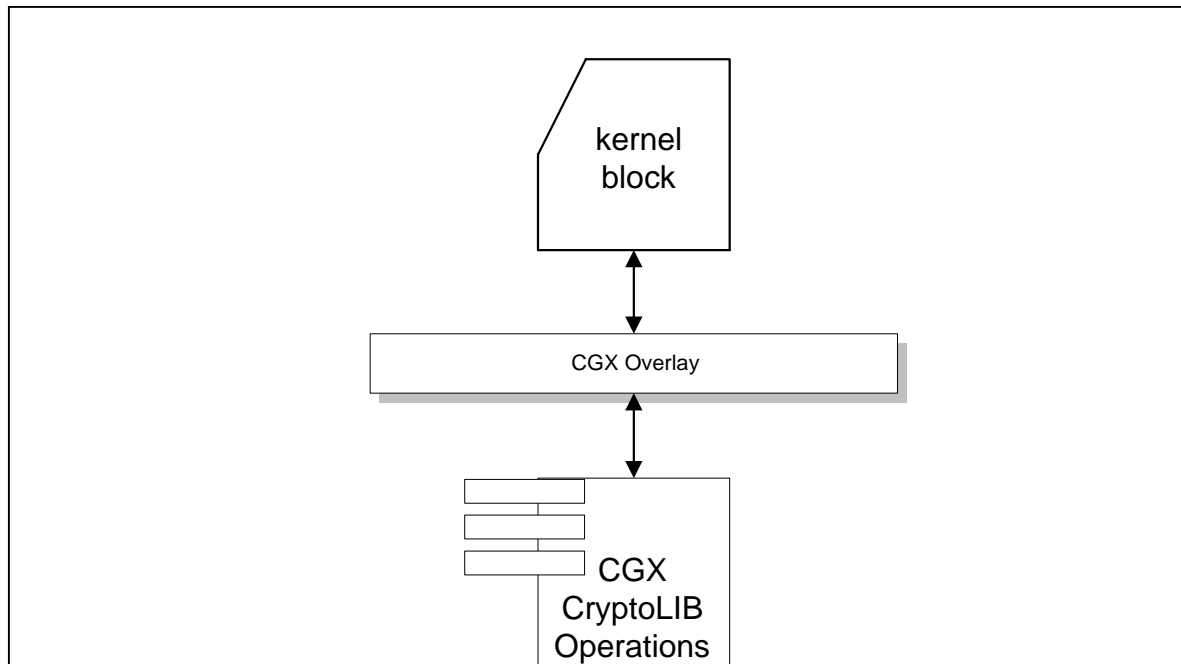 kernel
block
CGX Overlay
CGX
CryptoLIB
Operations